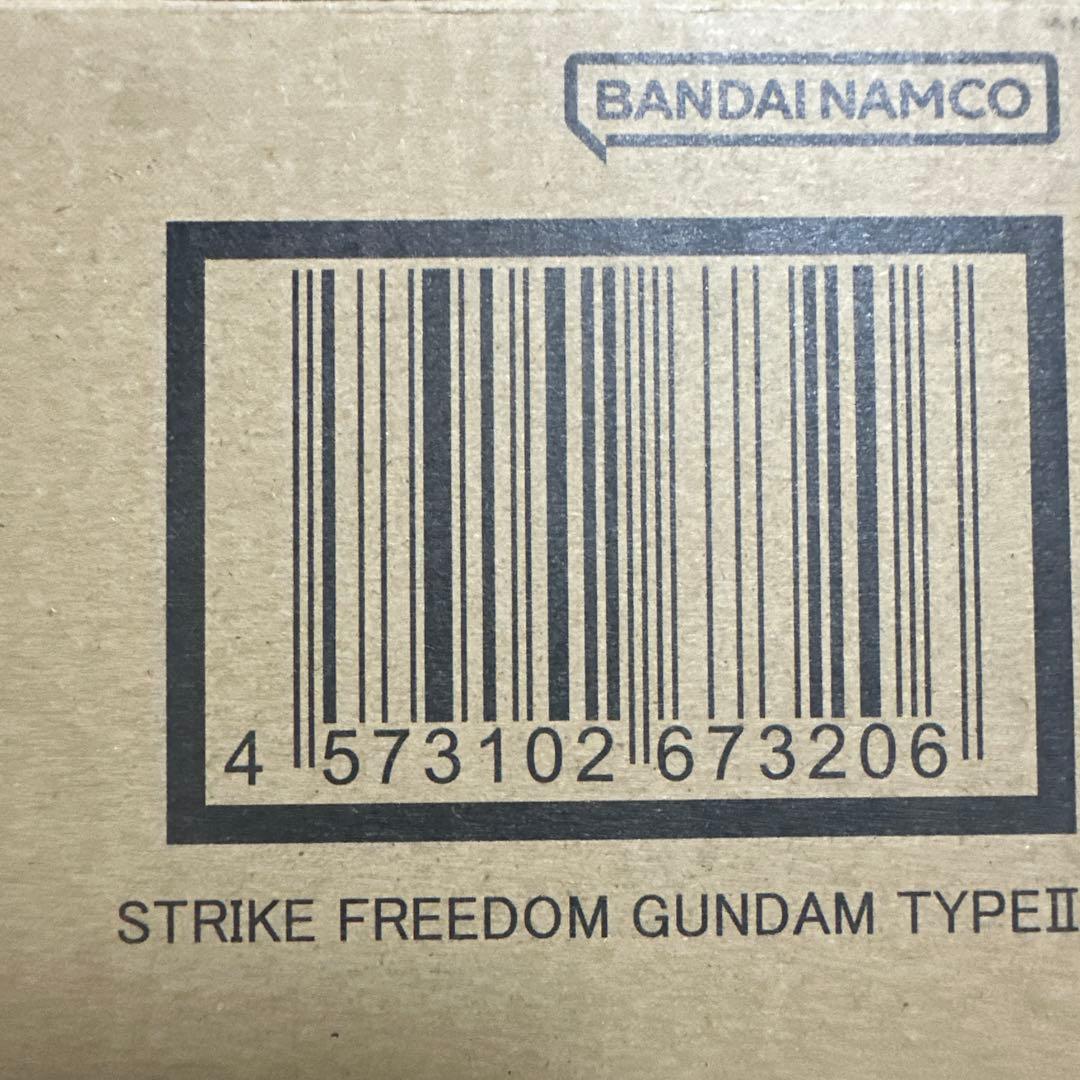 BANDAI NAMCO
4 573102 673206
STRIKE FREEDOM GUNDAM TYPEⅡ